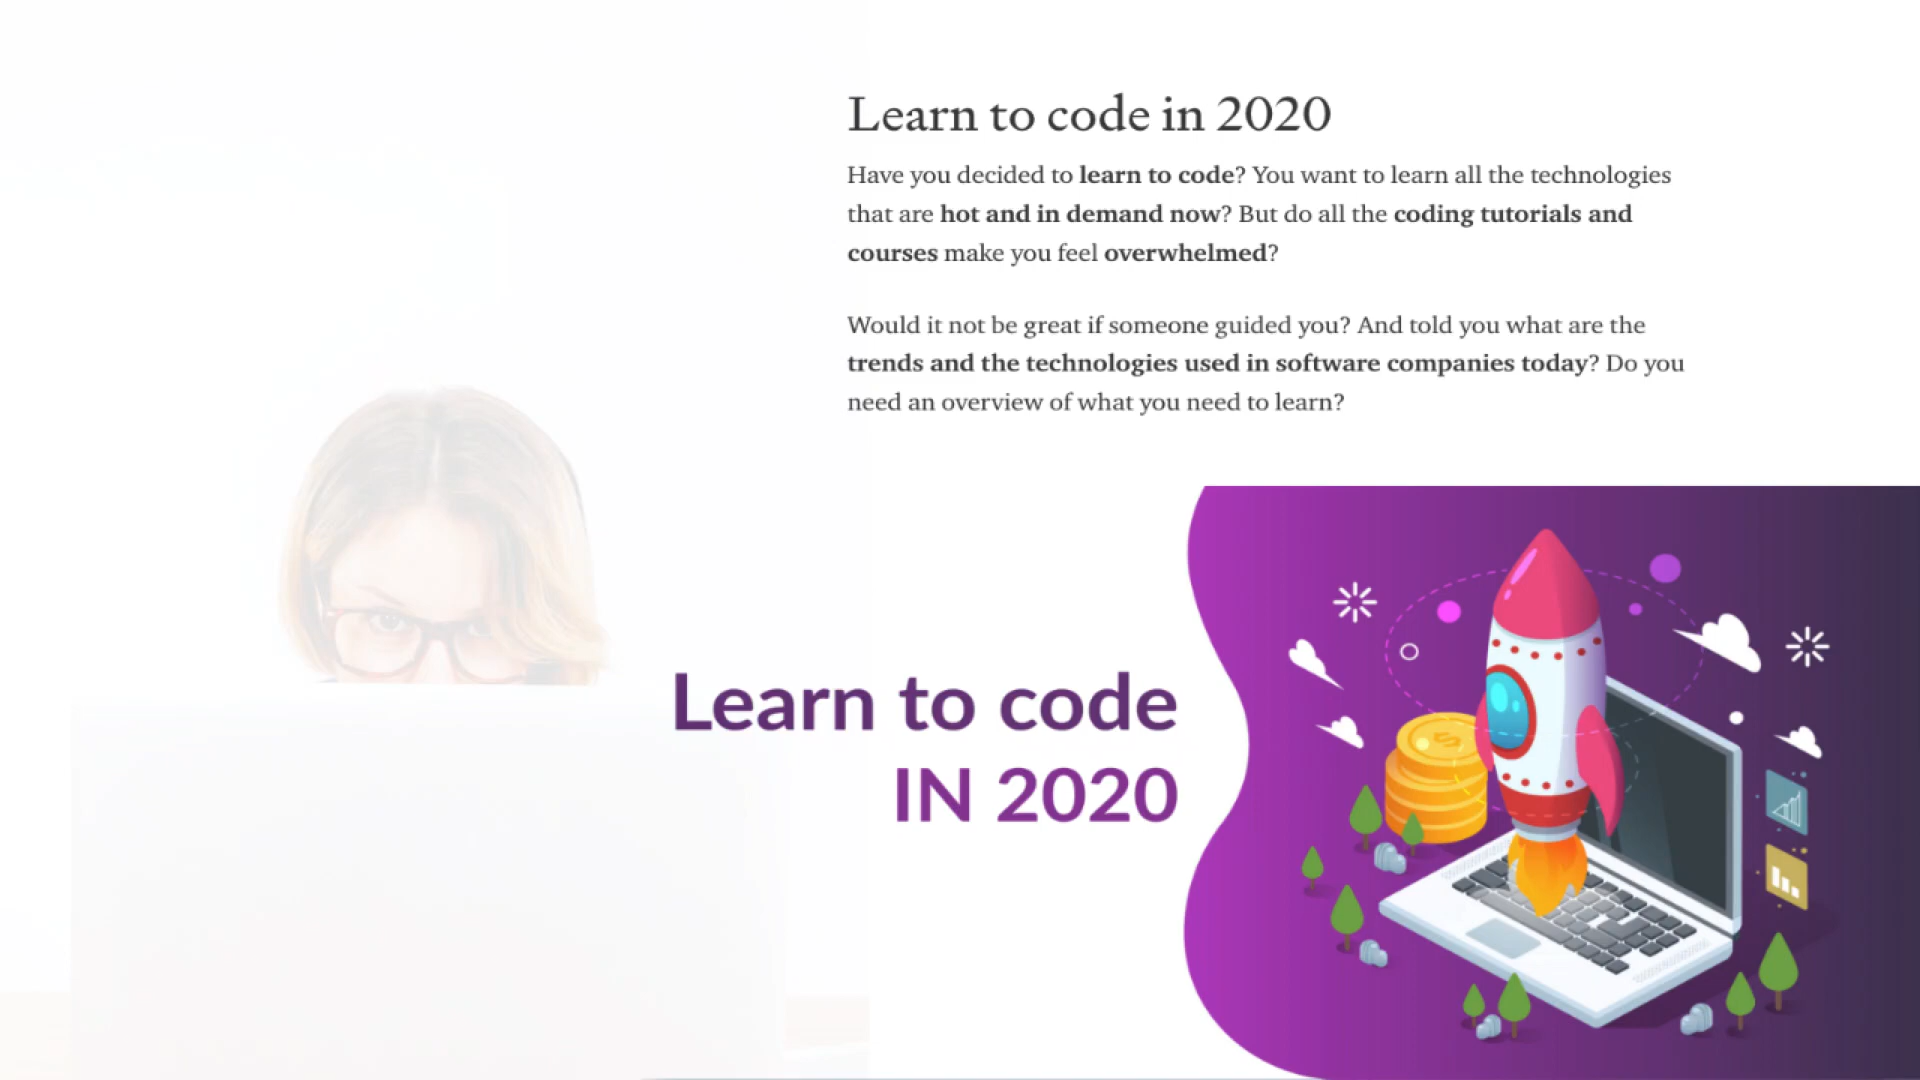 Learn to code in 2020
Have you decided to learn to code? You want to learn all the technologies
that are hot and in demand now? But do all the coding tutorials and
courses make you feel overwhelmed?
Would it not be great if someone guided you? And told you what are the
trends and the technologies used in software companies today? Do you
need an overview of what you need to learn?
Learn to code
IN 2020